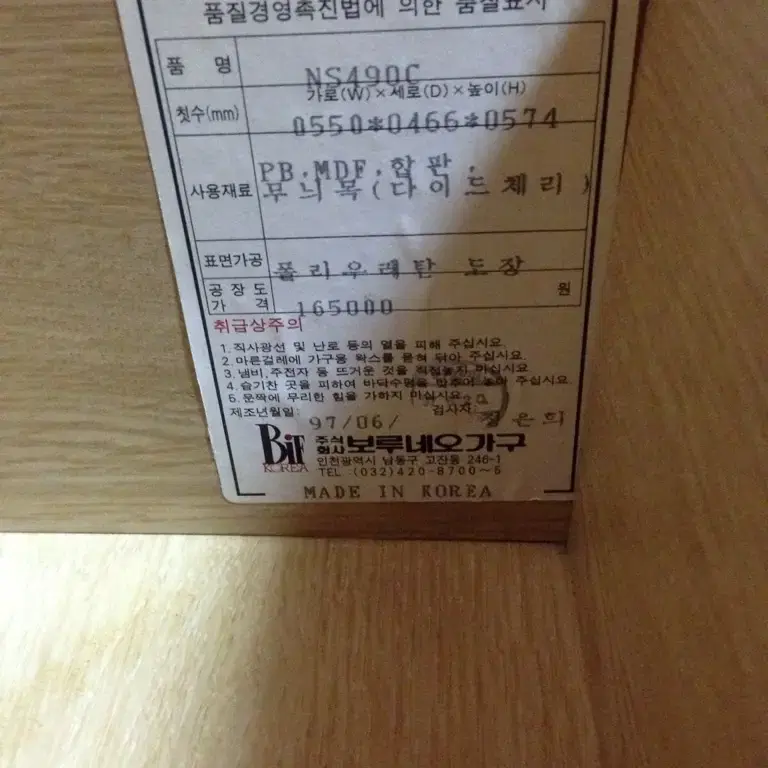 품질경영촉진법에 의한 품질표시
품 명
NS490C
칫수(mm)
가로(W)×세로(D)×높이(H)
0550*0466*0574
사용재료
PB.MDF.합판.
무늬목(다이드체리)
표면가공
폴리우레탄 도장
공장도
가 격
165000
원
취급상주의
1.직사광선 및 난로 등의 열을 피해 주십시요.
2.마른걸레에 가구용 왁스를 묻혀 닦아 주십시요.
3.냄비,주전자 등 뜨거운 것을 직접놓지 마십시요.
4.습기찬 곳을 피하여 바닥수평을 맞추어 놓아 주십시요.
5.문짝에 무리한 힘을 가하지 마십시요.
제조년월일:
97/06/
검사자:
정은희
BIF
KOREA
주식
회사
보루네오가구
인천광역시 남동구 고잔동 246-1
TEL.:(032)420-8700~5
MADE IN KOREA